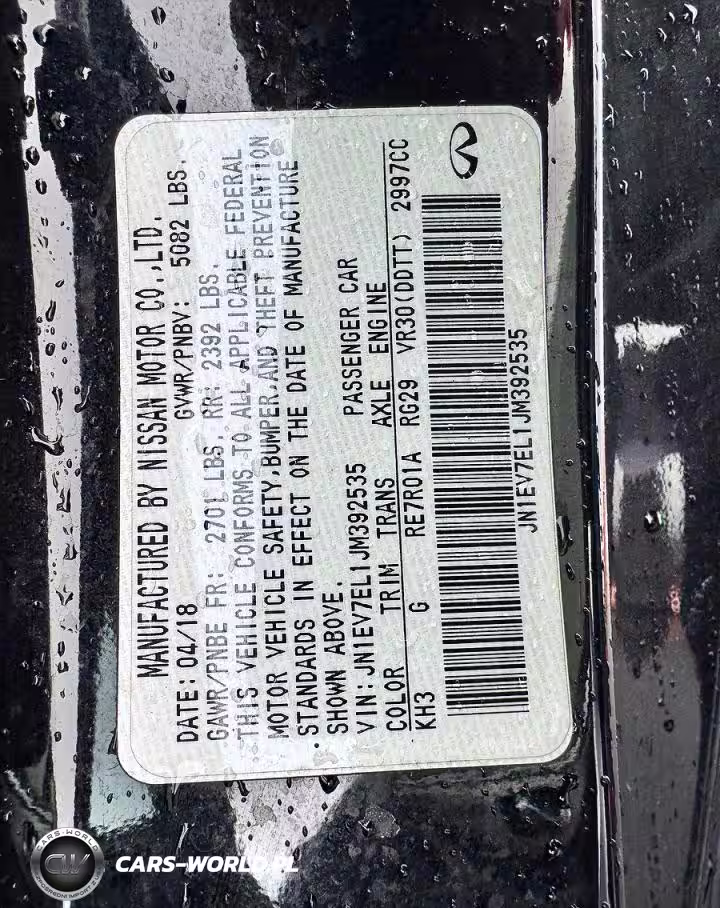 MANUFACTURED BY NISSAN MOTOR CO.,LTD.
DATE: 04/18 GVWR/PNBV: 5082 LBS.
GAWR/PNBE FR: 2701 LBS. RR: 2392 LBS.
THIS VEHICLE CONFORMS TO ALL APPLICABLE FEDERAL
MOTOR VEHICLE SAFETY,BUMPER,AND THEFT PREVENTION
STANDARDS IN EFFECT ON THE DATE OF MANUFACTURE
SHOWN ABOVE.
VIN:JN1EV7EL1JM392535 PASSENGER CAR
COLOR TRIM TRANS AXLE ENGINE
KH3 G RE7R01A RG29 VR30(DDTT) 2997CC
JN1EV7EL1JM392535
CARS-WORLD.PL
CARS-WORLD
CW